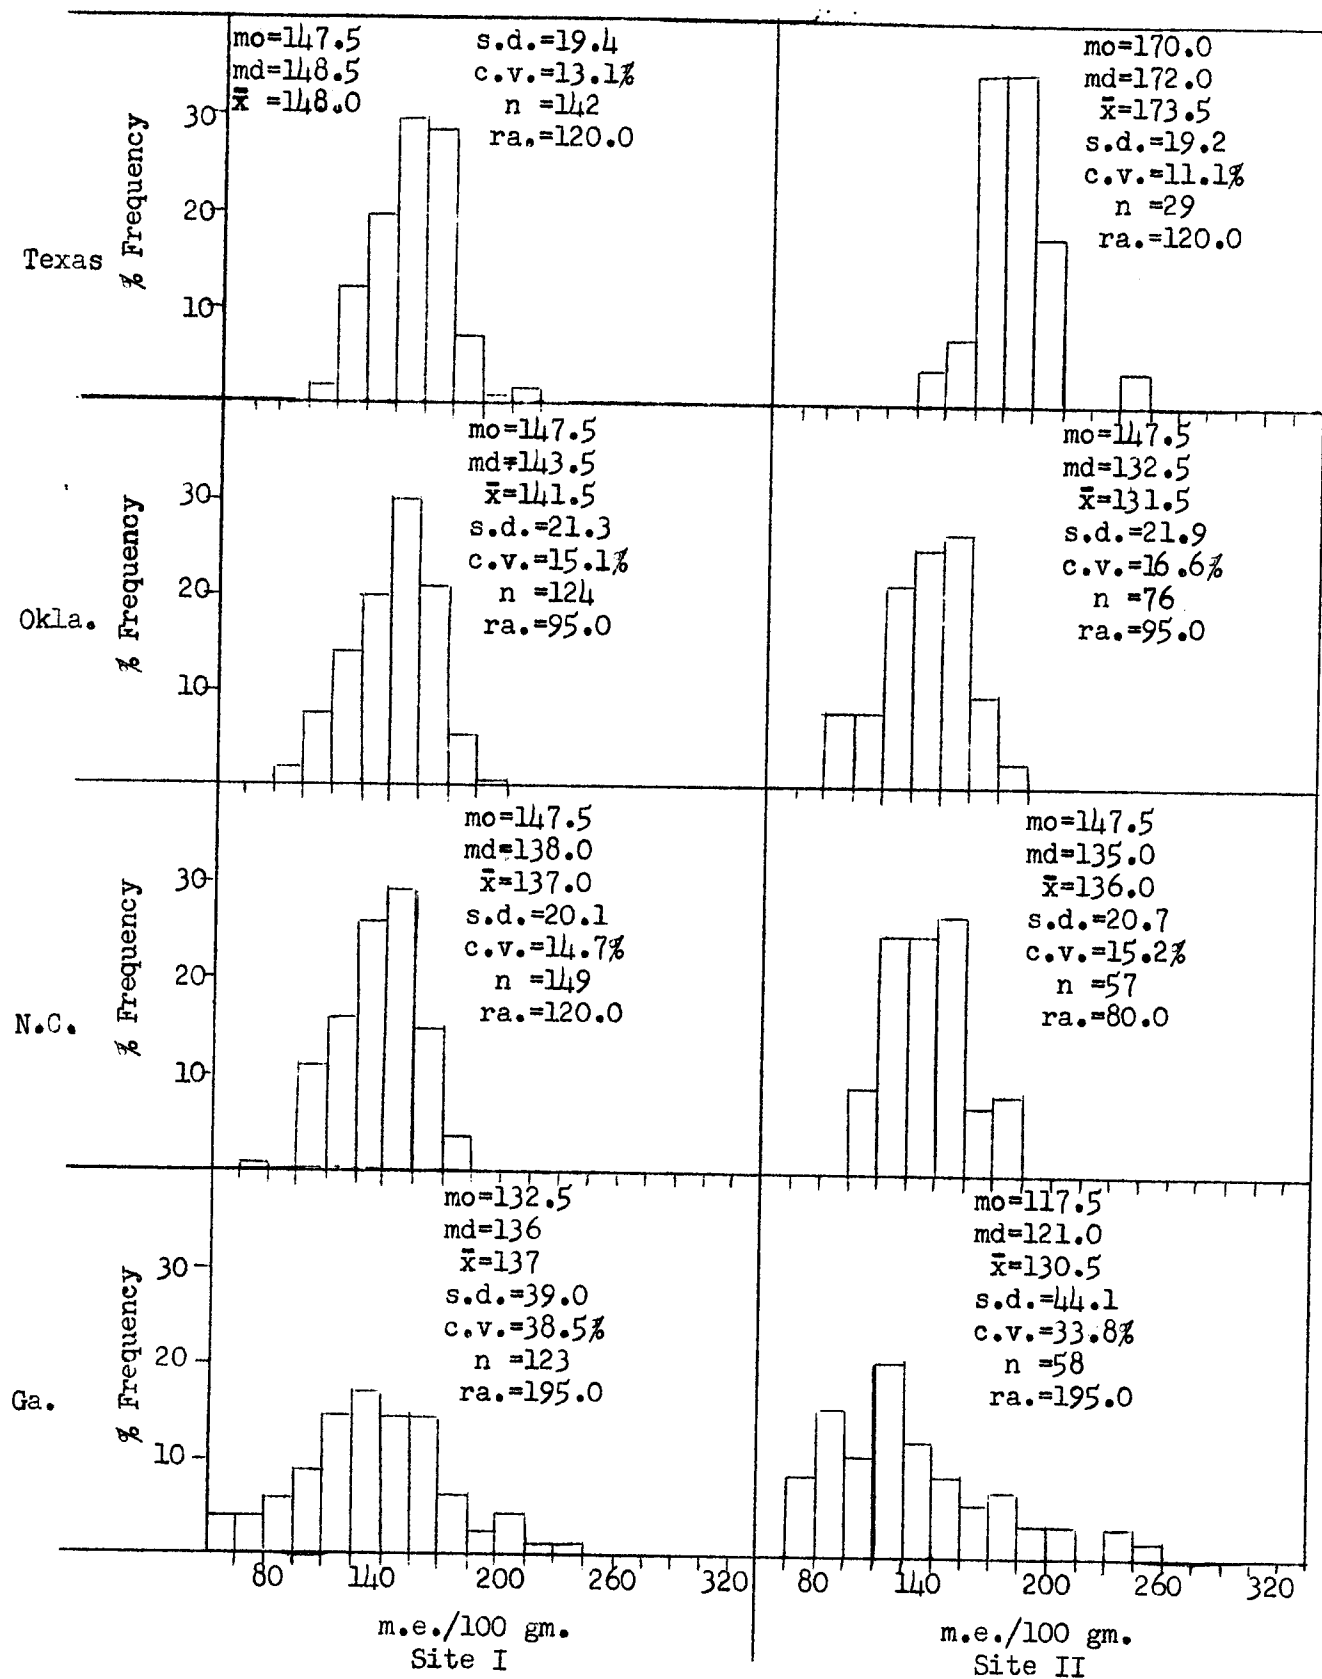 Texas
% Frequency
30
20
10
mo=147.5
md=148.5
x̄ =148.0
s.d.=19.4
c.v.=13.1%
n =142
ra.=120.0
mo=170.0
md=172.0
x̄=173.5
s.d.=19.2
c.v.=11.1%
n =29
ra.=120.0
Okla.
% Frequency
30
20
10
mo=147.5
md=143.5
x̄=141.5
s.d.=21.3
c.v.=15.1%
n =124
ra.=95.0
mo=147.5
md=132.5
x̄=131.5
s.d.=21.9
c.v.=16.6%
n =76
ra.=95.0
N.C.
% Frequency
30
20
10
mo=147.5
md=138.0
x̄=137.0
s.d.=20.1
c.v.=14.7%
n =149
ra.=120.0
mo=147.5
md=135.0
x̄=136.0
s.d.=20.7
c.v.=15.2%
n =57
ra.=80.0
Ga.
% Frequency
30
20
10
mo=132.5
md=136
x̄=137
s.d.=39.0
c.v.=38.5%
n =123
ra.=195.0
mo=117.5
md=121.0
x̄=130.5
s.d.=44.1
c.v.=33.8%
n =58
ra.=195.0
80 140 200 260 320
m.e./100 gm.
Site I
80 140 200 260 320
m.e./100 gm.
Site II